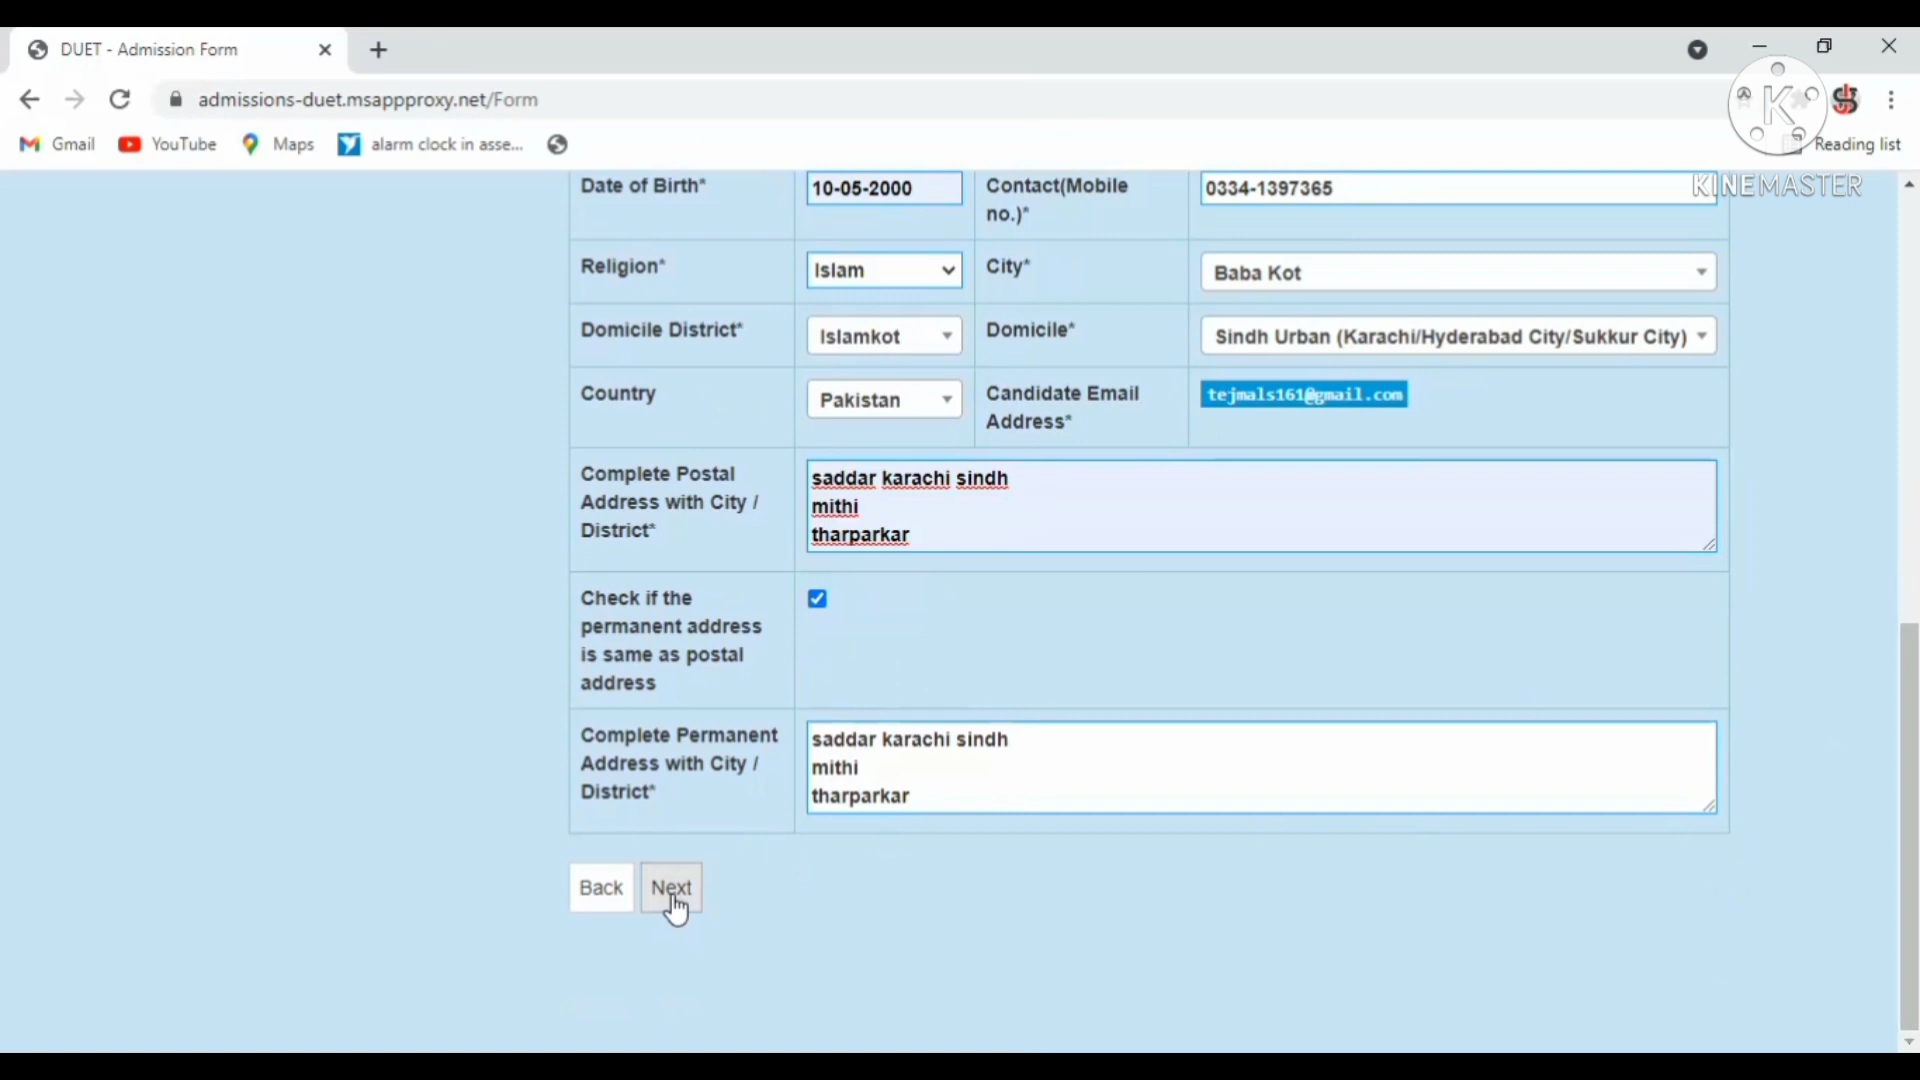 DUET - Admission Form
admissions-duet.msappproxy.net/Form
Gmail
YouTube
Maps
alarm clock in asse...
Reading list
KINEMASTER
Date of Birth*
10-05-2000
Contact(Mobile
no.)*
0334-1397365
Religion*
Islam
City*
Baba Kot
Domicile District*
Islamkot
Domicile*
Sindh Urban (Karachi/Hyderabad City/Sukkur City)
Country
Pakistan
Candidate Email
Address*
tejmals161@gmail.com
Complete Postal
Address with City /
District*
saddar karachi sindh
mithi
tharparkar
Check if the
permanent address
is same as postal
address
Complete Permanent
Address with City /
District*
saddar karachi sindh
mithi
tharparkar
Back
Next